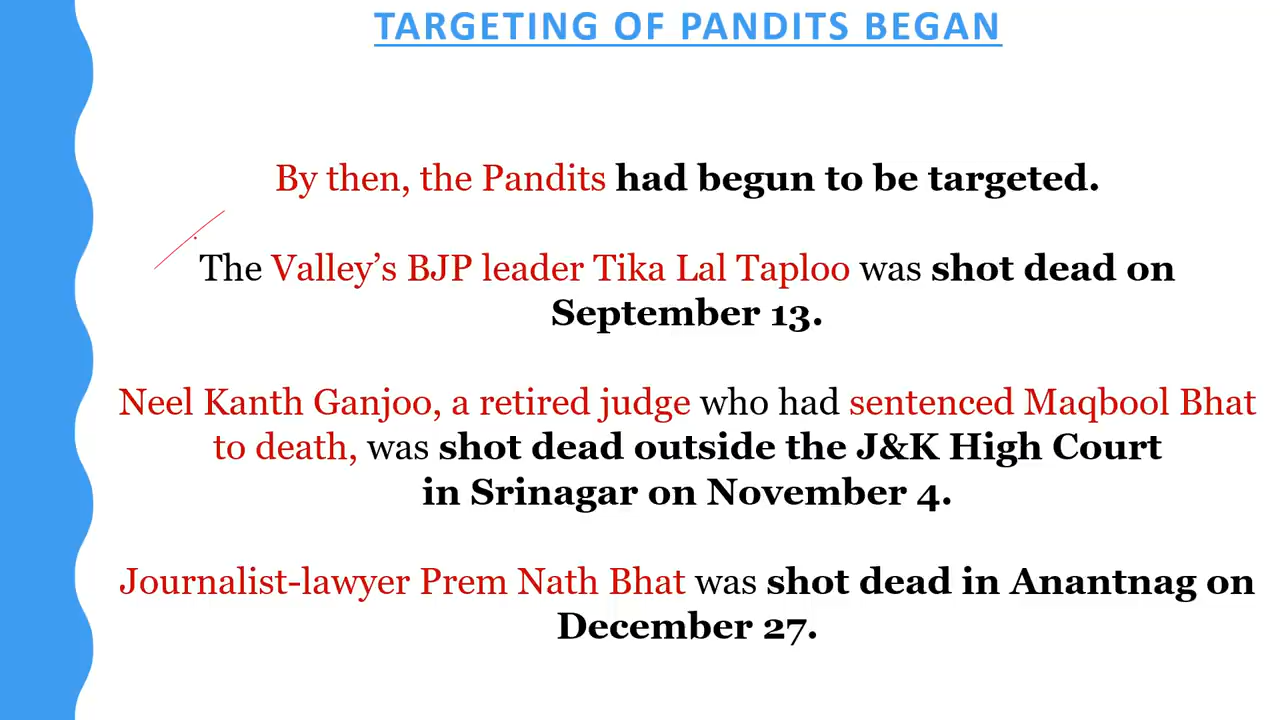 TARGETING OF PANDITS BEGAN
By then, the Pandits had begun to be targeted.
The Valley’s BJP leader Tika Lal Taploo was shot dead on
September 13.
Neel Kanth Ganjoo, a retired judge who had sentenced Maqbool Bhat
to death, was shot dead outside the J&K High Court
in Srinagar on November 4.
Journalist-lawyer Prem Nath Bhat was shot dead in Anantnag on
December 27.